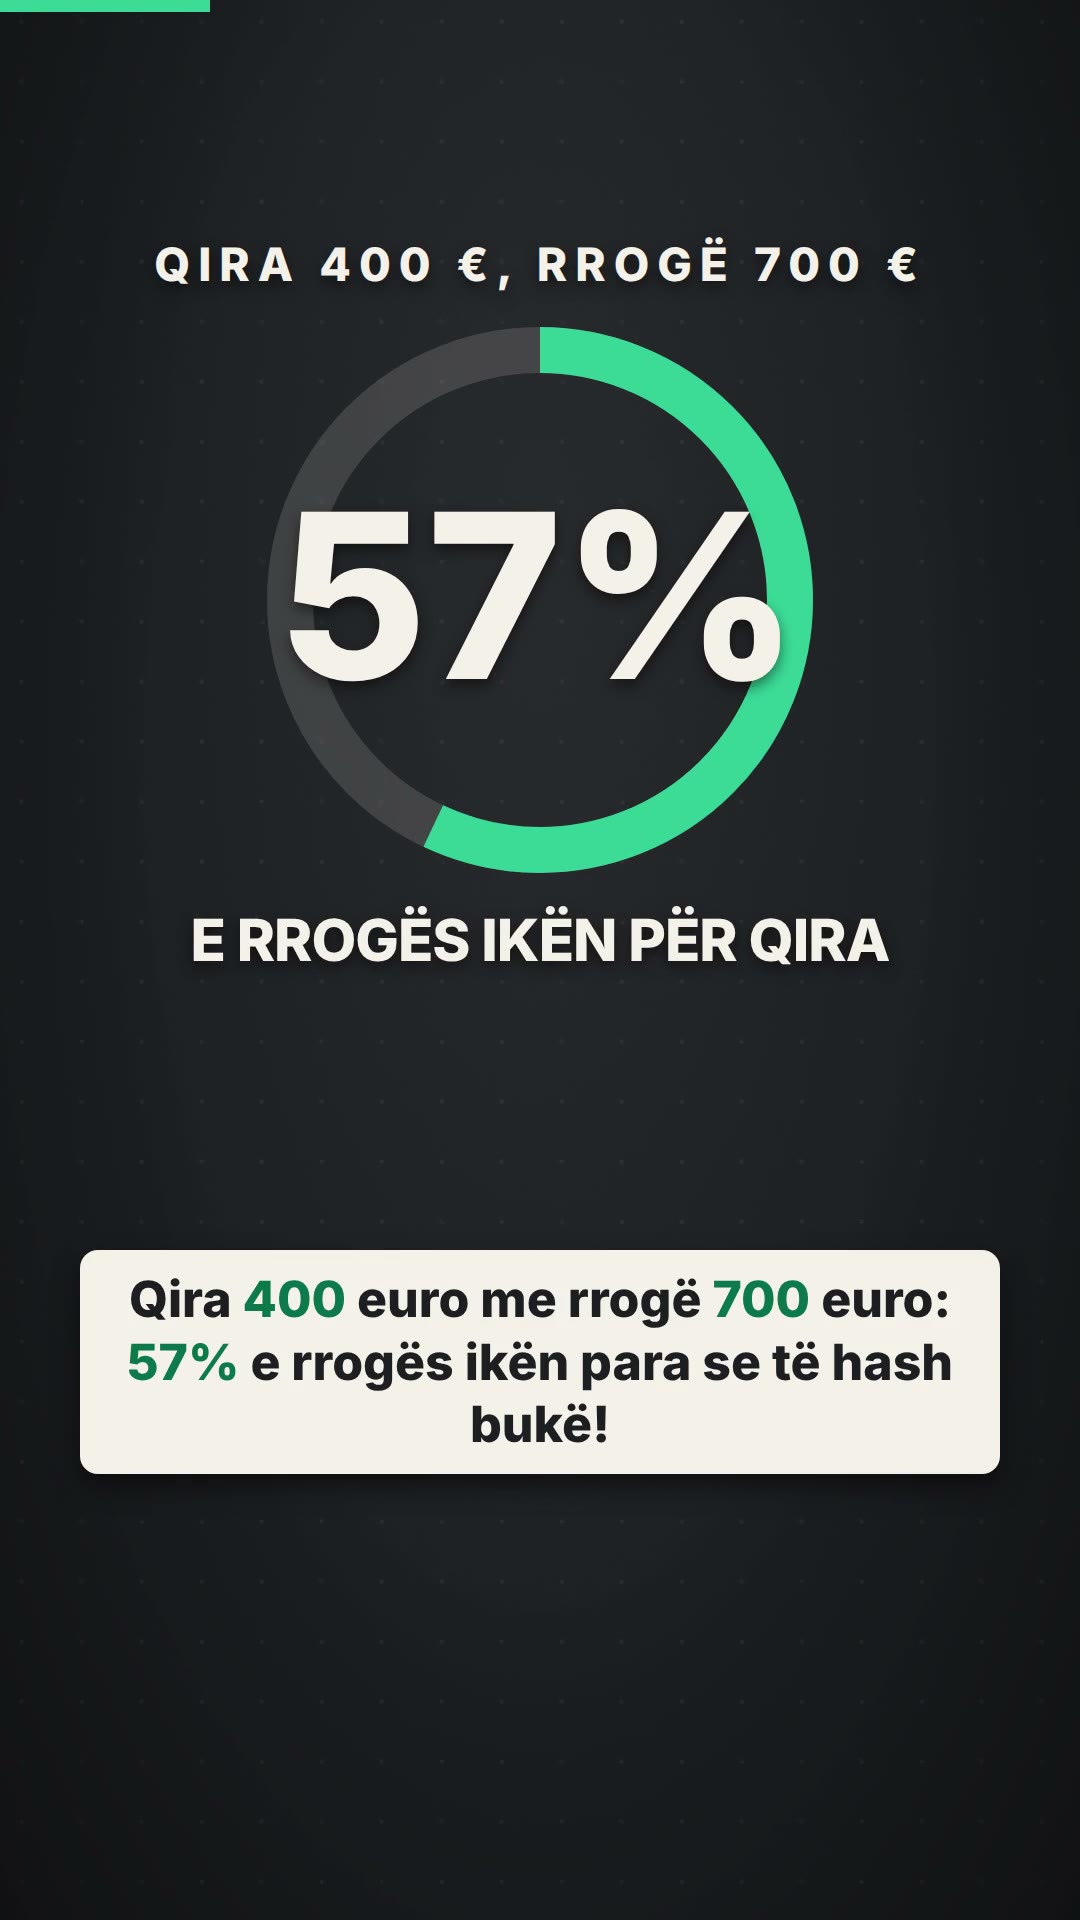 QIRA 400 €, RROGË 700 €
57%
E RROGËS IKËN PËR QIRA
Qira 400 euro me rrogë 700 euro:
57% e rrogës ikën para se të hash
bukë!